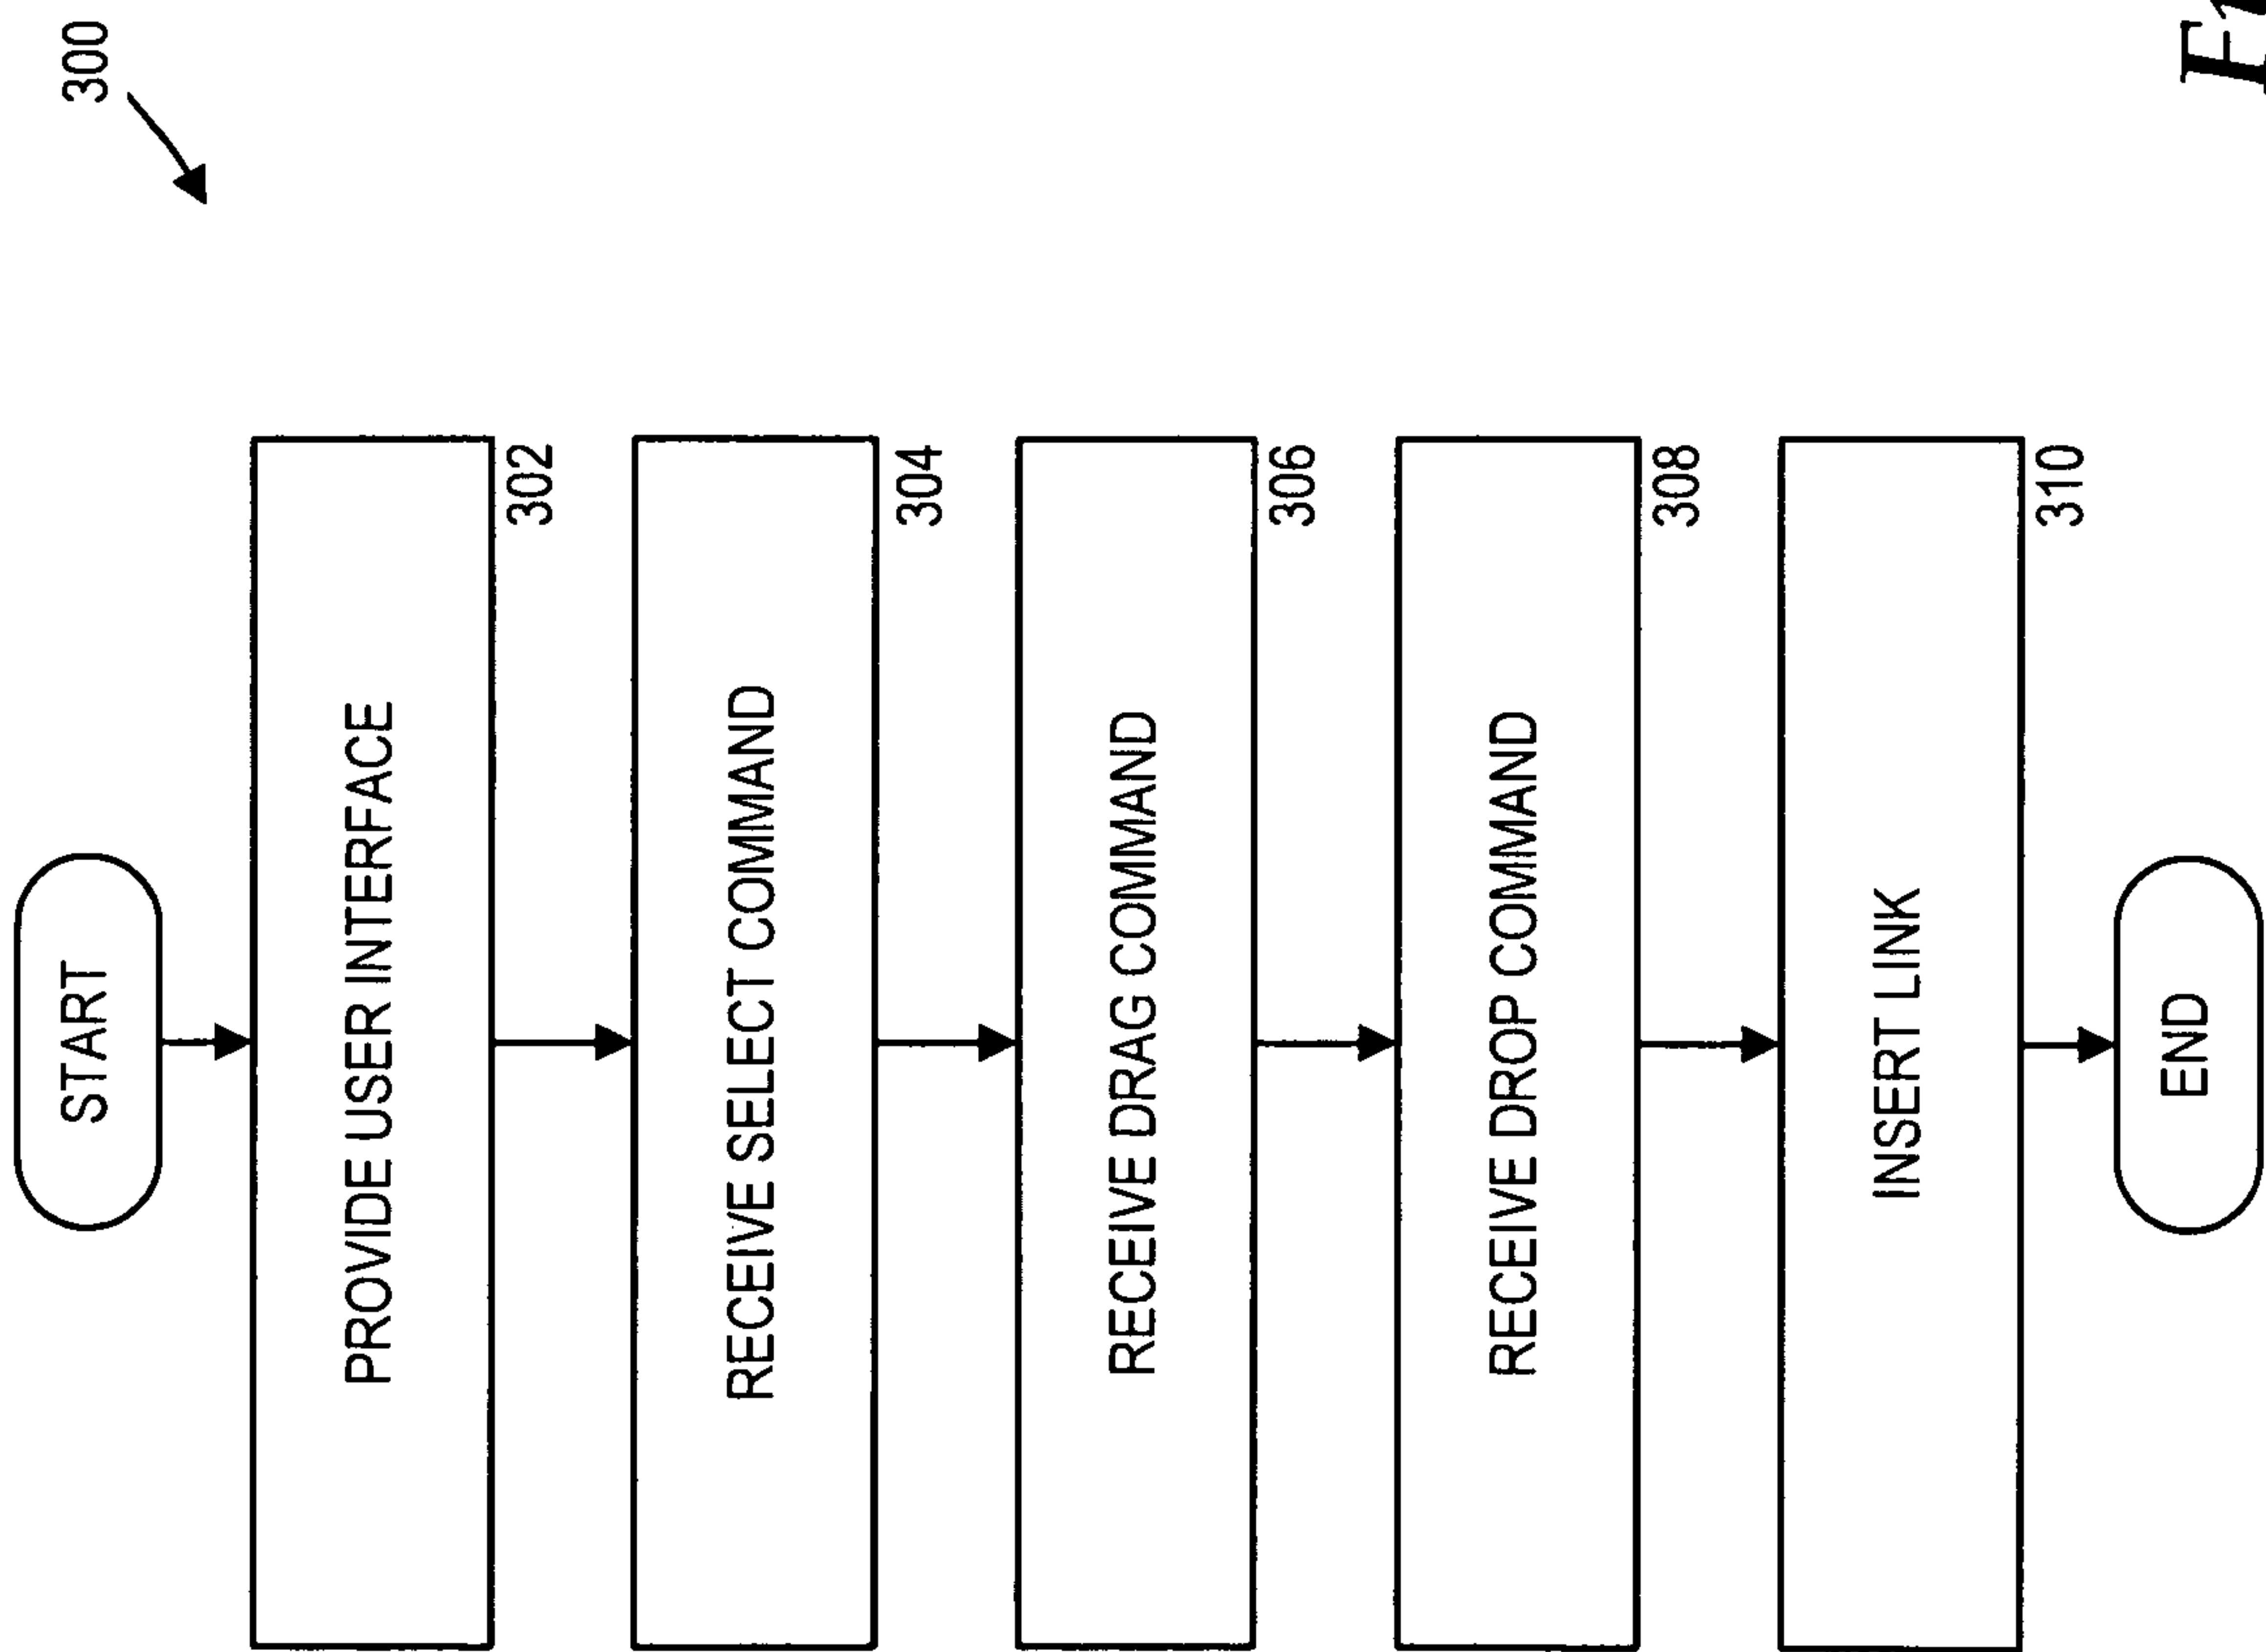 300
START
PROVIDE USER INTERFACE
302
RECEIVE SELECT COMMAND
304
RECEIVE DRAG COMMAND
306
RECEIVE DROP COMMAND
308
INSERT LINK
310
END